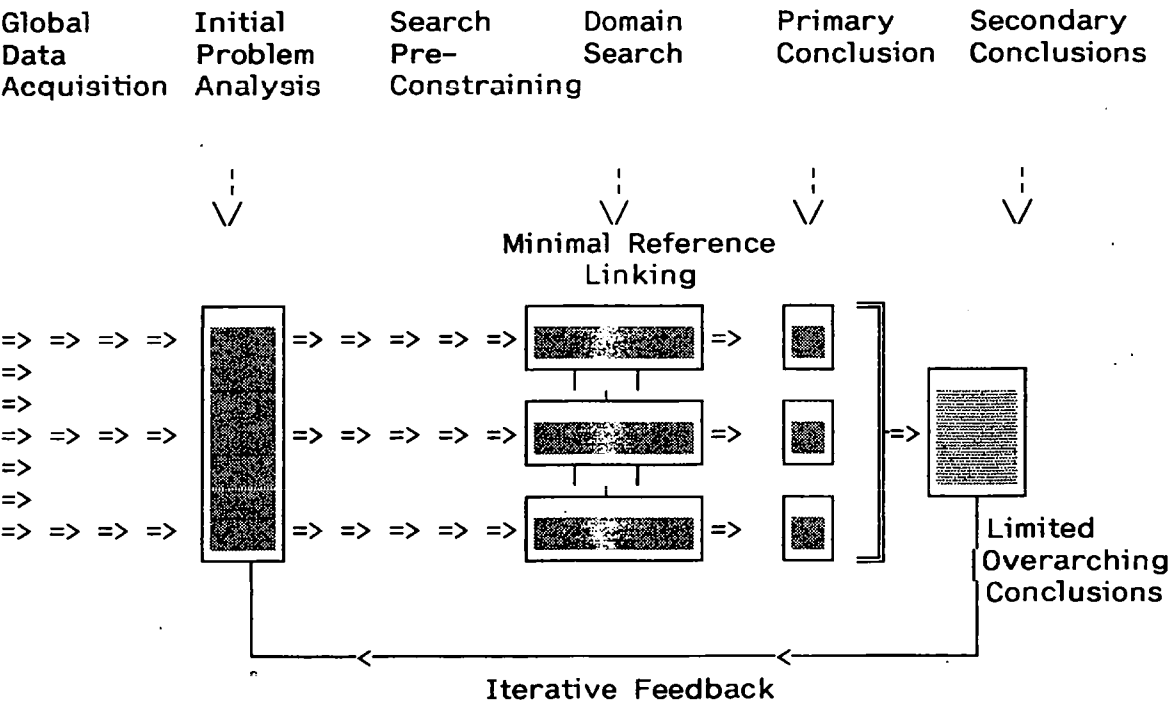 Global
Data
Acquisition
Initial
Problem
Analysis
Search
Pre-
Constraining
Domain
Search
Primary
Conclusion
Secondary
Conclusions
Minimal Reference
Linking
=> => => => => => => => => =>
=>
=>
=> => => => => => => => => => =>
=>
=>
=> => => => => => => => => =>
Limited
Overarching
Conclusions
Iterative Feedback